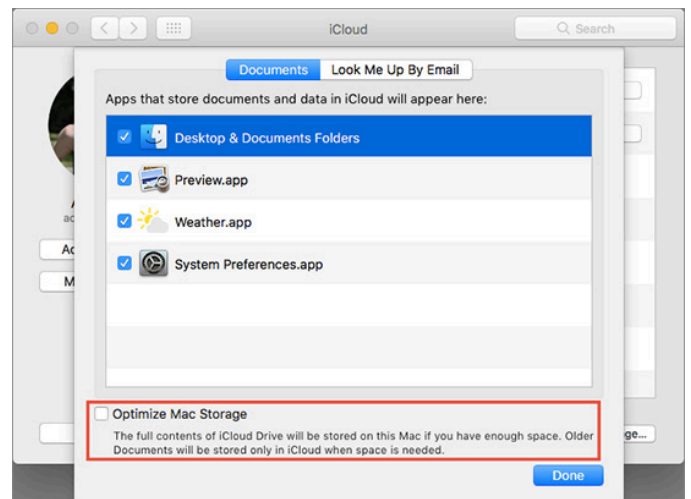 iCloud
Search
Documents
Look Me Up By Email
Apps that store documents and data in iCloud will appear here:
Desktop & Documents Folders
Preview.app
Weather.app
System Preferences.app
Optimize Mac Storage
The full contents of iCloud Drive will be stored on this Mac if you have enough space. Older
Documents will be stored only in iCloud when space is needed.
Done